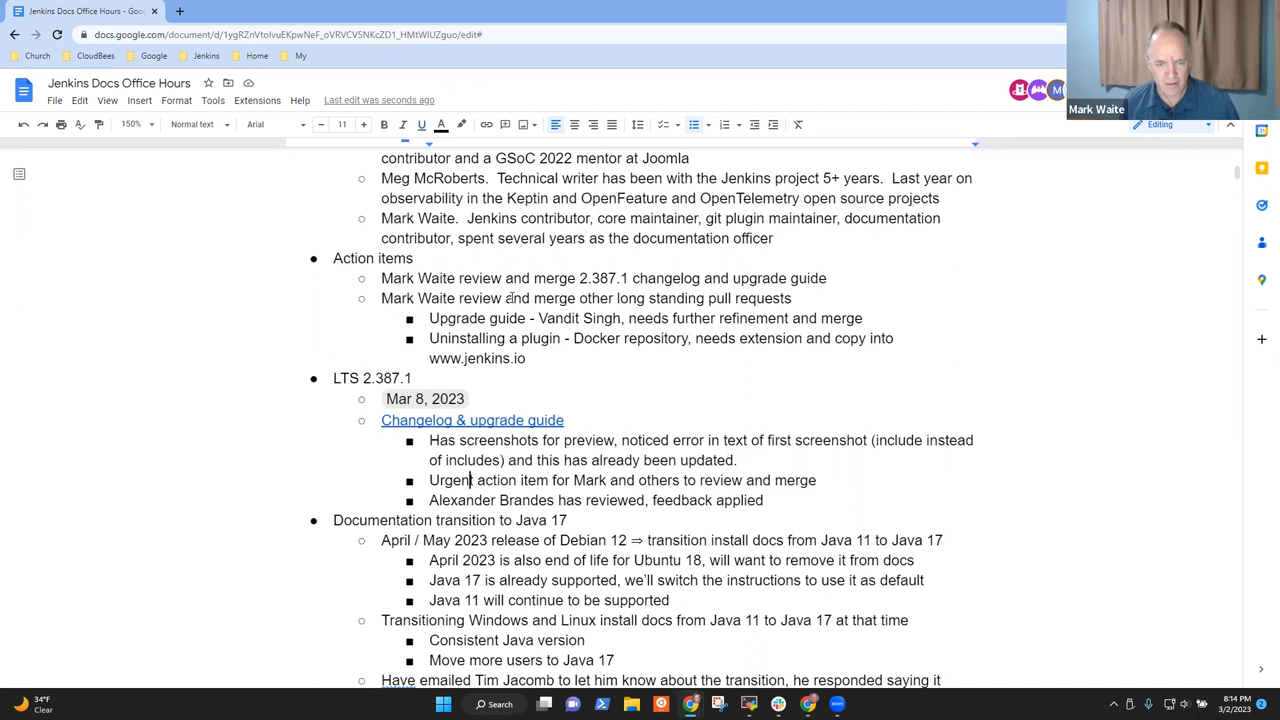 Jenkins Docs Office Hours - Goo
docs.google.com/document/d/1ygRZnVtoIvuEKpwNeF_oVRVCV5NKcZD1_HMtWIUZguo/edit#
Church
CloudBees
Google
Jenkins
Home
My
Jenkins Docs Office Hours
File Edit View Insert Format Tools Extensions Help Last edit was seconds ago
Mark Waite
150% Normal text Arial 11 Editing
contributor and a GSoC 2022 mentor at Joomla
Meg McRoberts. Technical writer has been with the Jenkins project 5+ years. Last year on
observability in the Keptin and OpenFeature and OpenTelemetry open source projects
Mark Waite. Jenkins contributor, core maintainer, git plugin maintainer, documentation
contributor, spent several years as the documentation officer
Action items
Mark Waite review and merge 2.387.1 changelog and upgrade guide
Mark Waite review and merge other long standing pull requests
Upgrade guide - Vandit Singh, needs further refinement and merge
Uninstalling a plugin - Docker repository, needs extension and copy into
www.jenkins.io
LTS 2.387.1
Mar 8, 2023
Changelog & upgrade guide
Has screenshots for preview, noticed error in text of first screenshot (include instead
of includes) and this has already been updated.
Urgent action item for Mark and others to review and merge
Alexander Brandes has reviewed, feedback applied
Documentation transition to Java 17
April / May 2023 release of Debian 12 ⇒ transition install docs from Java 11 to Java 17
April 2023 is also end of life for Ubuntu 18, will want to remove it from docs
Java 17 is already supported, we'll switch the instructions to use it as default
Java 11 will continue to be supported
Transitioning Windows and Linux install docs from Java 11 to Java 17 at that time
Consistent Java version
Move more users to Java 17
Have emailed Tim Jacomb to let him know about the transition, he responded saying it
34°F
Clear
Search
8:14 PM
3/2/2023